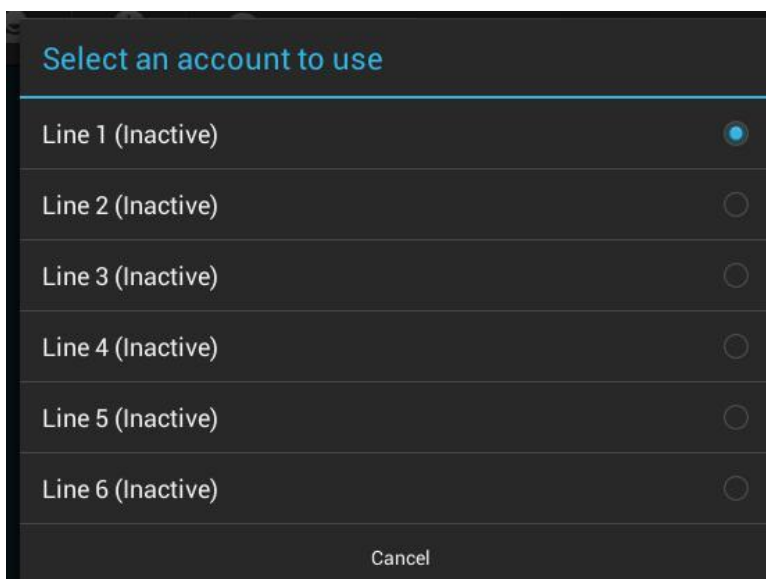 Select an account to use
Line 1 (Inactive)
Line 2 (Inactive)
Line 3 (Inactive)
Line 4 (Inactive)
Line 5 (Inactive)
Line 6 (Inactive)
Cancel